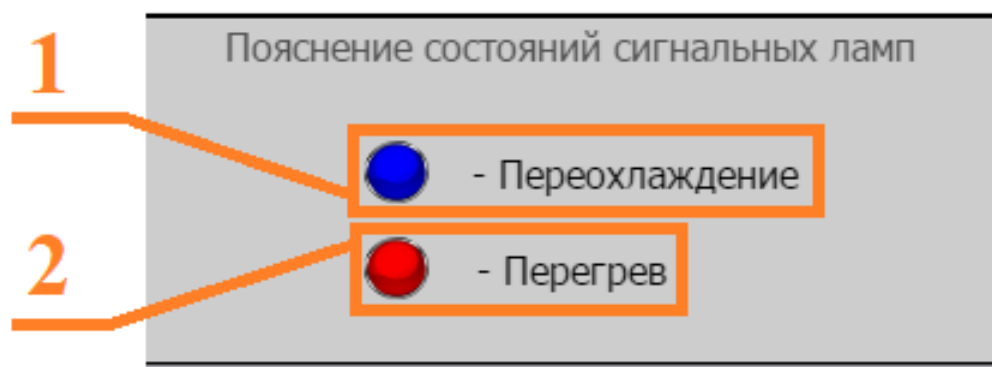 Пояснение состояний сигнальных ламп
1
- Переохлаждение
2
- Перегрев